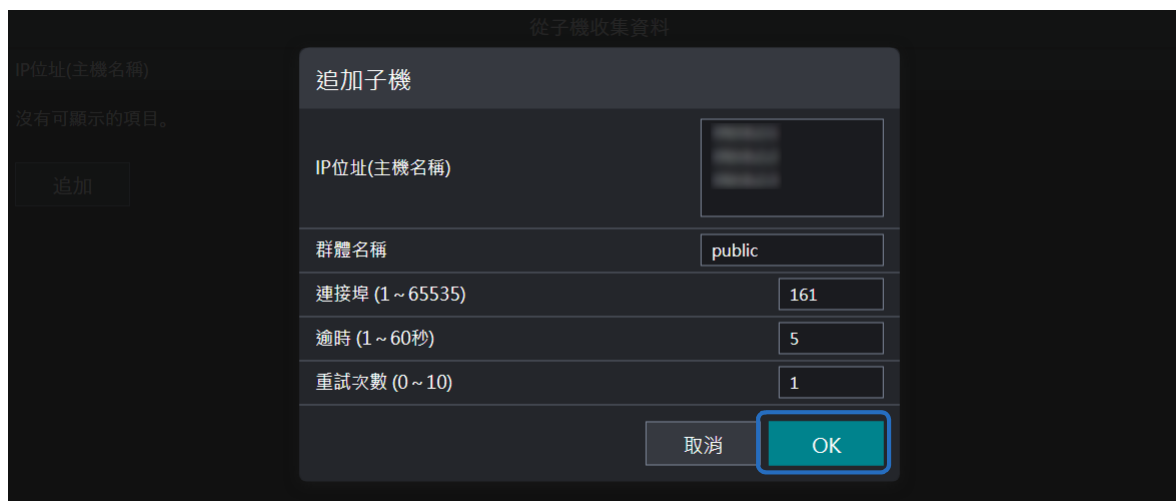 從子機收集資料
IP位址(主機名稱)
沒有可顯示的項目。
追加
追加子機
IP位址(主機名稱)
群體名稱
public
連接埠 (1~65535)
161
逾時 (1~60秒)
5
重試次數 (0~10)
1
取消
OK